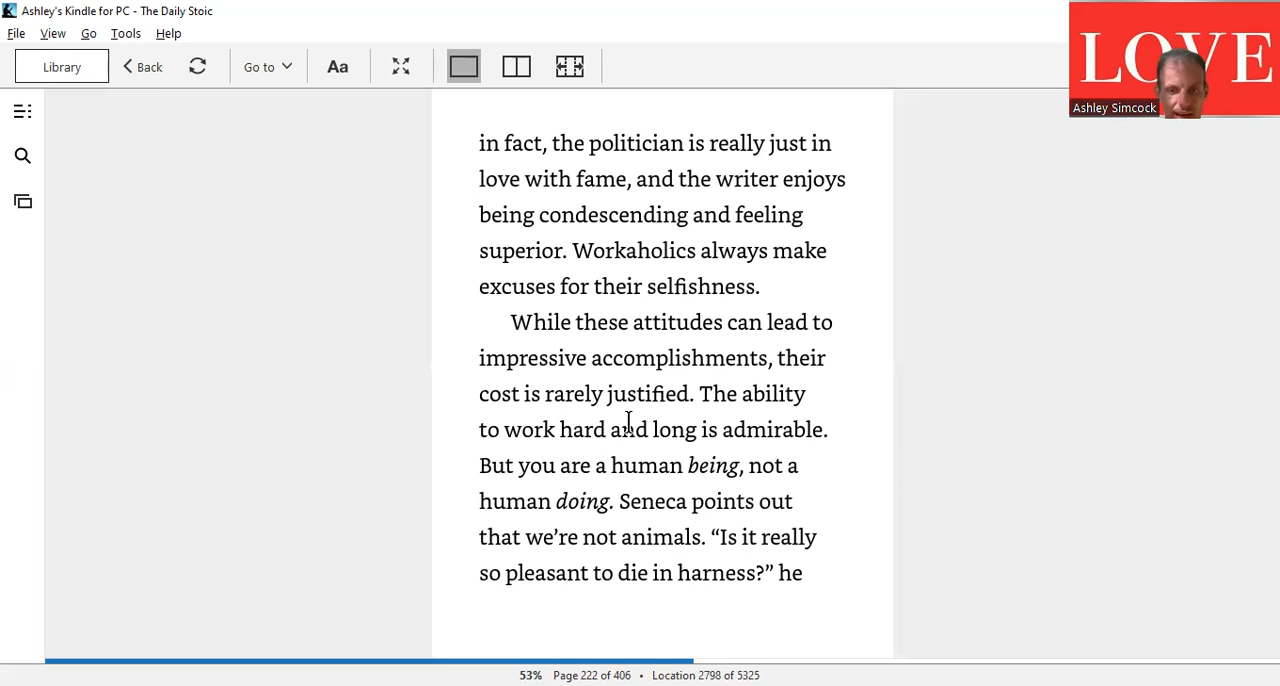 Ashley's Kindle for PC - The Daily Stoic
File View Go Tools Help
Library Back Go to Aa
LOVE
Ashley Simcock
in fact, the politician is really just in
love with fame, and the writer enjoys
being condescending and feeling
superior. Workaholics always make
excuses for their selfishness.
While these attitudes can lead to
impressive accomplishments, their
cost is rarely justified. The ability
to work hard and long is admirable.
But you are a human being, not a
human doing. Seneca points out
that we’re not animals. “Is it really
so pleasant to die in harness?” he
53% Page 222 of 406 • Location 2798 of 5325